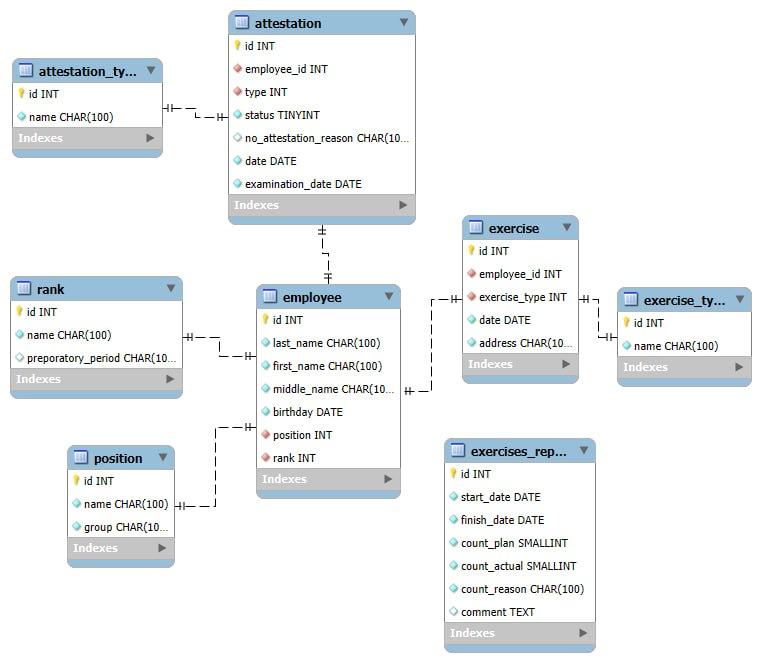 attestation
id INT
employee_id INT
type INT
status TINYINT
no_attestation_reason CHAR(10...
date DATE
examination_date DATE
Indexes
attestation_ty...
id INT
name CHAR(100)
Indexes
exercise
id INT
employee_id INT
exercise_type INT
date DATE
address CHAR(10...
Indexes
rank
id INT
name CHAR(100)
preporatory_period CHAR(10...
Indexes
employee
id INT
last_name CHAR(100)
first_name CHAR(100)
middle_name CHAR(10...
birthday DATE
position INT
rank INT
Indexes
exercise_ty...
id INT
name CHAR(100)
Indexes
position
id INT
name CHAR(100)
group CHAR(10...
Indexes
exercises_rep...
id INT
start_date DATE
finish_date DATE
count_plan SMALLINT
count_actual SMALLINT
count_reason CHAR(100)
comment TEXT
Indexes